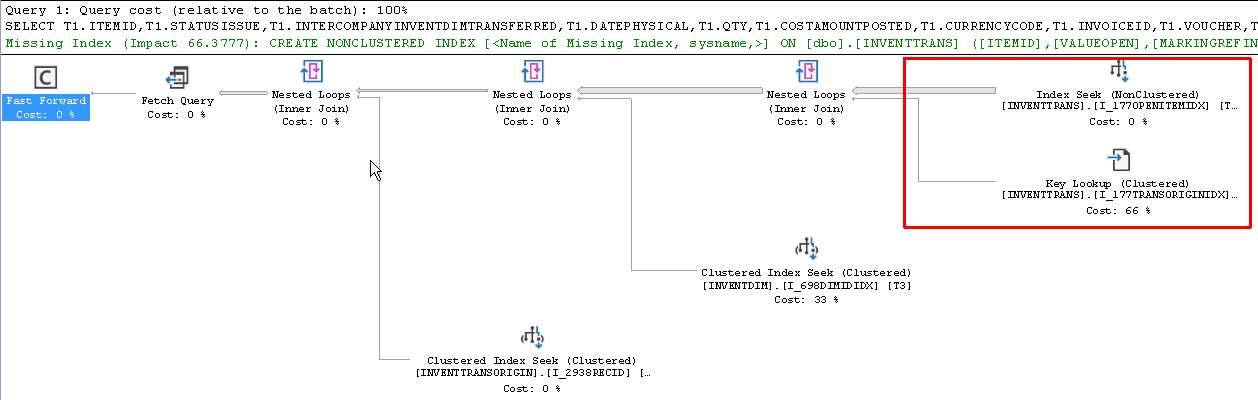 Query 1: Query cost (relative to the batch): 100%
SELECT T1.ITEMID,T1.STATUSISSUE,T1.INTERCOMPANYINVENTDIMTRANSFERRED,T1.DATEPHYSICAL,T1.QTY,T1.COSTAMOUNTPOSTED,T1.CURRENCYCODE,T1.INVOICEID,T1.VOUCHER,T
Missing Index (Impact 66.3777): CREATE NONCLUSTERED INDEX [<Name of Missing Index, sysname,>] ON [dbo].[INVENTTRANS] ([ITEMID],[VALUEOPEN],[MARKINGREFIN
Fast Forward
Cost: 0 %
Fetch Query
Cost: 0 %
Nested Loops
(Inner Join)
Cost: 0 %
Nested Loops
(Inner Join)
Cost: 0 %
Nested Loops
(Inner Join)
Cost: 0 %
Index Seek (NonClustered)
[INVENTTRANS].[I_177OPENITEMIDX] [T…
Cost: 0 %
Key Lookup (Clustered)
[INVENTTRANS].[I_177TRANSORIGINIDX]…
Cost: 66 %
Clustered Index Seek (Clustered)
[INVENTDIM].[I_698DIMIDIDX] [T3]
Cost: 33 %
Clustered Index Seek (Clustered)
[INVENTTRANSORIGIN].[I_2938RECID] […
Cost: 0 %